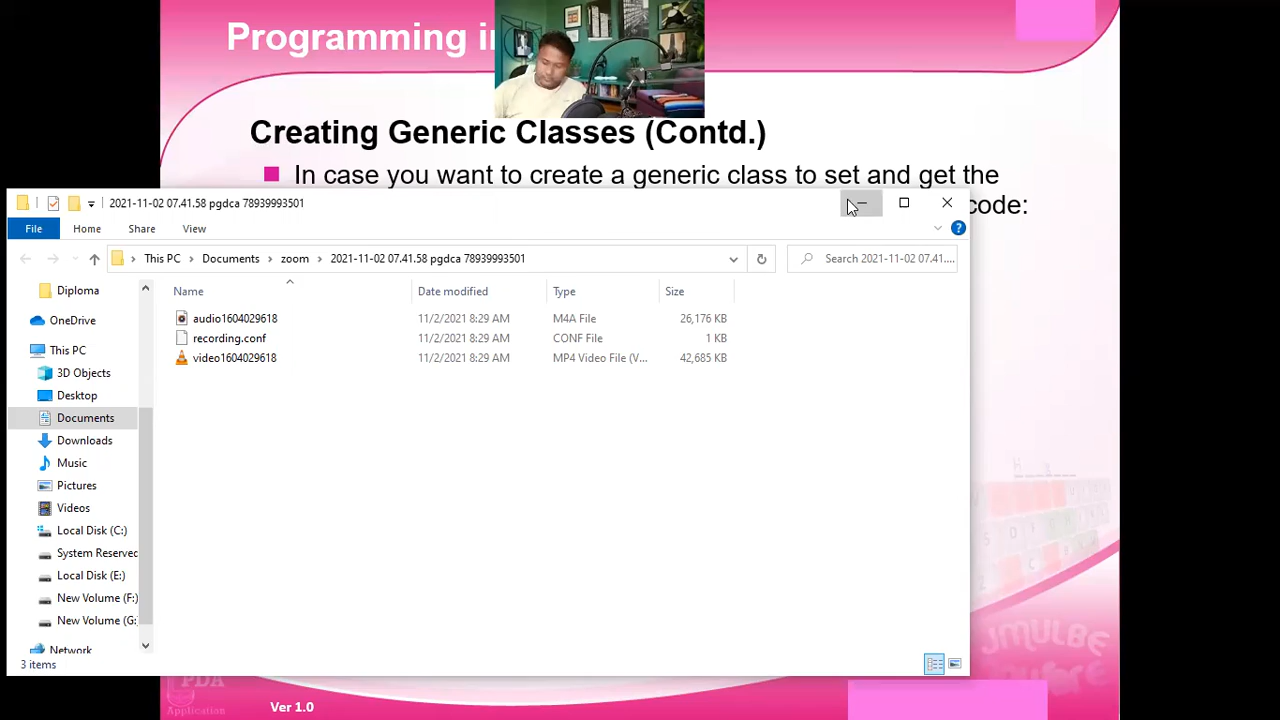 Programming in
Creating Generic Classes (Contd.)
In case you want to create a generic class to set and get the
code:
2021-11-02 07.41.58 pgdca 78939993501
File Home Share View
This PC > Documents > zoom > 2021-11-02 07.41.58 pgdca 78939993501
Search 2021-11-02 07.41....
Name Date modified Type Size
audio1604029618 11/2/2021 8:29 AM M4A File 26,176 KB
recording.conf 11/2/2021 8:29 AM CONF File 1 KB
video1604029618 11/2/2021 8:29 AM MP4 Video File (V... 42,685 KB
Diploma
OneDrive
This PC
3D Objects
Desktop
Documents
Downloads
Music
Pictures
Videos
Local Disk (C:)
System Reserved
Local Disk (E:)
New Volume (F:)
New Volume (G:
Network
3 items
PDA
Application
Ver 1.0